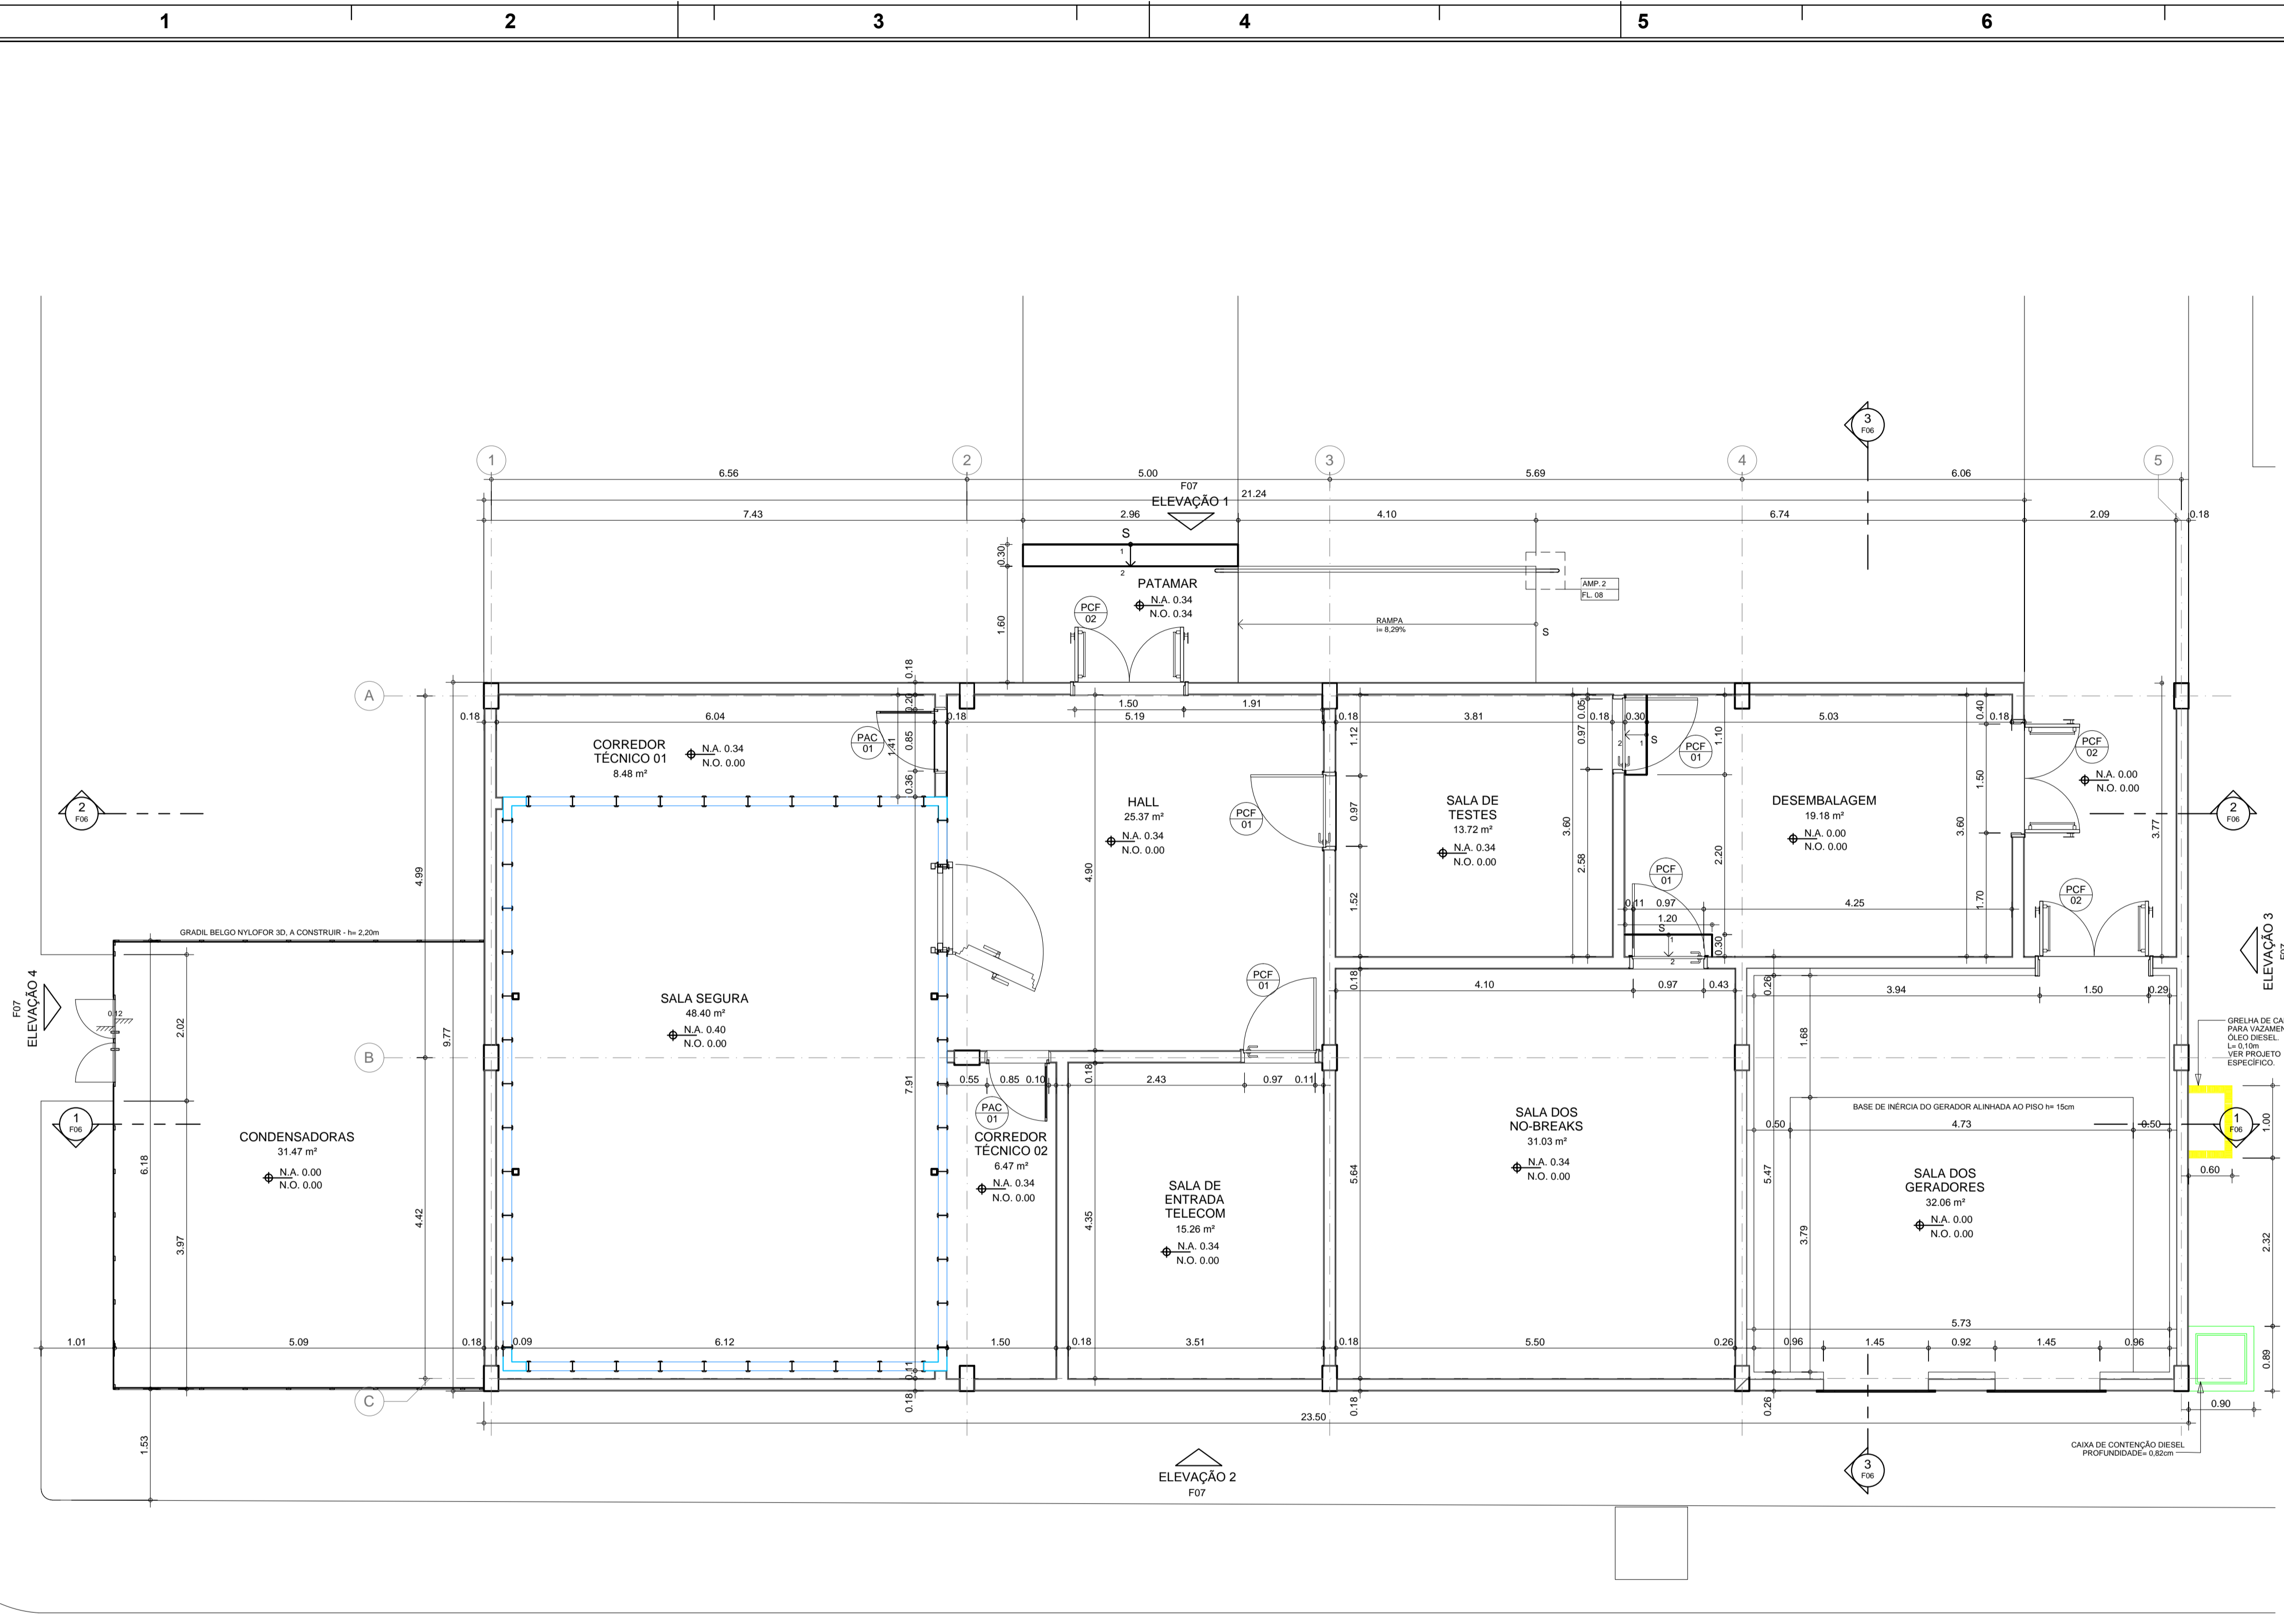 1 2 3 4 5 6
3
F06
1 2 3 4 5
6.56 5.00 5.69 6.06
F07
ELEVAÇÃO 1
21.24
7.43 2.96 4.10 6.74 2.09 0.18
S
1
2
0.30
PATAMAR
N.A. 0.34
N.O. 0.34
1.60
PCF
02
AMP. 2
FL. 08
RAMPA
i= 8,29%
S
A
0.18
0.20
0.18 6.04 0.18
1.50 1.91
5.19
0.18 3.81 0.18 0.30 5.03 0.18
CORREDOR
TÉCNICO 01
8.48 m²
N.A. 0.34
N.O. 0.00
PAC
01
1.41
0.85
0.36
1.12
0.97
1.52
0.05
0.97
2.58
3.60
2 1 S
PCF
01
1.10
2.20
0.40
1.50
1.70
3.60
PCF
02
N.A. 0.00
N.O. 0.00
3.77
2
F06
HALL
25.37 m²
N.A. 0.34
N.O. 0.00
PCF
01
SALA DE
TESTES
13.72 m²
N.A. 0.34
N.O. 0.00
DESEMBALAGEM
19.18 m²
N.A. 0.00
N.O. 0.00
2
F06
4.99
4.90
PCF
01
0.11 0.97 4.25
1.20
S
1
2
0.30
PCF
02
GRADIL BELGO NYLOFOR 3D, A CONSTRUIR - h= 2,20m
F07
ELEVAÇÃO 4
ELEVAÇÃO 3
F07
0.12
2.02
9.77
SALA SEGURA
48.40 m²
N.A. 0.40
N.O. 0.00
PCF
01
0.18
4.10 0.97 0.43
0.26
3.94 1.50 0.29
1.68
GRELHA DE
PARA
ÓLEO DIESEL.
L= 0,10m
VER PROJETO
ESPECÍFICO.
B
0.55 0.85 0.10 0.18 2.43 0.97 0.11
7.91
PAC
01
1
F06
CONDENSADORAS
31.47 m²
N.A. 0.00
N.O. 0.00
6.18
3.97
4.42
CORREDOR
TÉCNICO 02
6.47 m²
N.A. 0.34
N.O. 0.00
SALA DE
ENTRADA
TELECOM
15.26 m²
N.A. 0.34
N.O. 0.00
4.35
5.64
SALA DOS
NO-BREAKS
31.03 m²
N.A. 0.34
N.O. 0.00
BASE DE INÉRCIA DO GERADOR ALINHADA AO PISO h= 15cm
0.50 4.73 0.50
5.47
3.79
SALA DOS
GERADORES
32.06 m²
N.A. 0.00
N.O. 0.00
1
F06
1.00
0.60
2.32
5.73
1.01 5.09 0.18 0.09 6.12 1.50 0.18 3.51 0.18 5.50 0.26 0.96 1.45 0.92 1.45 0.96
0.89
0.11
0.18
0.18
0.26
C
0.90
23.50
1.53
CAIXA DE CONTENÇÃO DIESEL
PROFUNDIDADE= 0,82cm
ELEVAÇÃO 2
F07
3
F06